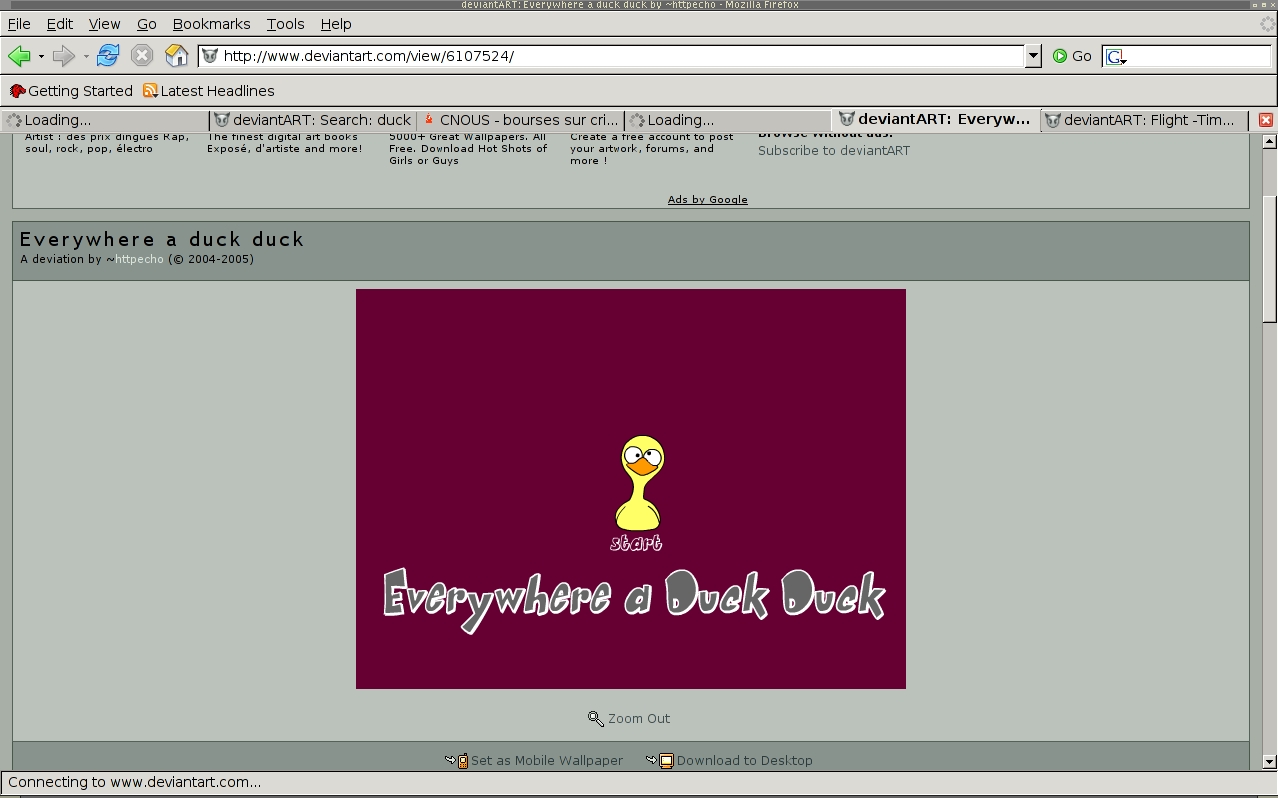 deviantART: Everywhere a duck duck by ~httpecho - Mozilla Firefox
File Edit View Go Bookmarks Tools Help
http://www.deviantart.com/view/6107524/ Go G
Getting Started Latest Headlines
Loading... deviantART: Search: duck CNOUS - bourses sur cri... Loading... deviantART: Everyw... deviantART: Flight -Tim...
Artist : des prix dingues Rap,
soul, rock, pop, électro
The finest digital art books
Exposé, d'artiste and more!
5000+ Great Wallpapers. All
Free. Download Hot Shots of
Girls or Guys
Create a free account to post
your artwork, forums, and
more !
Browse without ads:
Subscribe to deviantART
Ads by Google
Everywhere a duck duck
A deviation by ~httpecho (© 2004-2005)
start
Everywhere a Duck Duck
Zoom Out
Set as Mobile Wallpaper Download to Desktop
Connecting to www.deviantart.com...